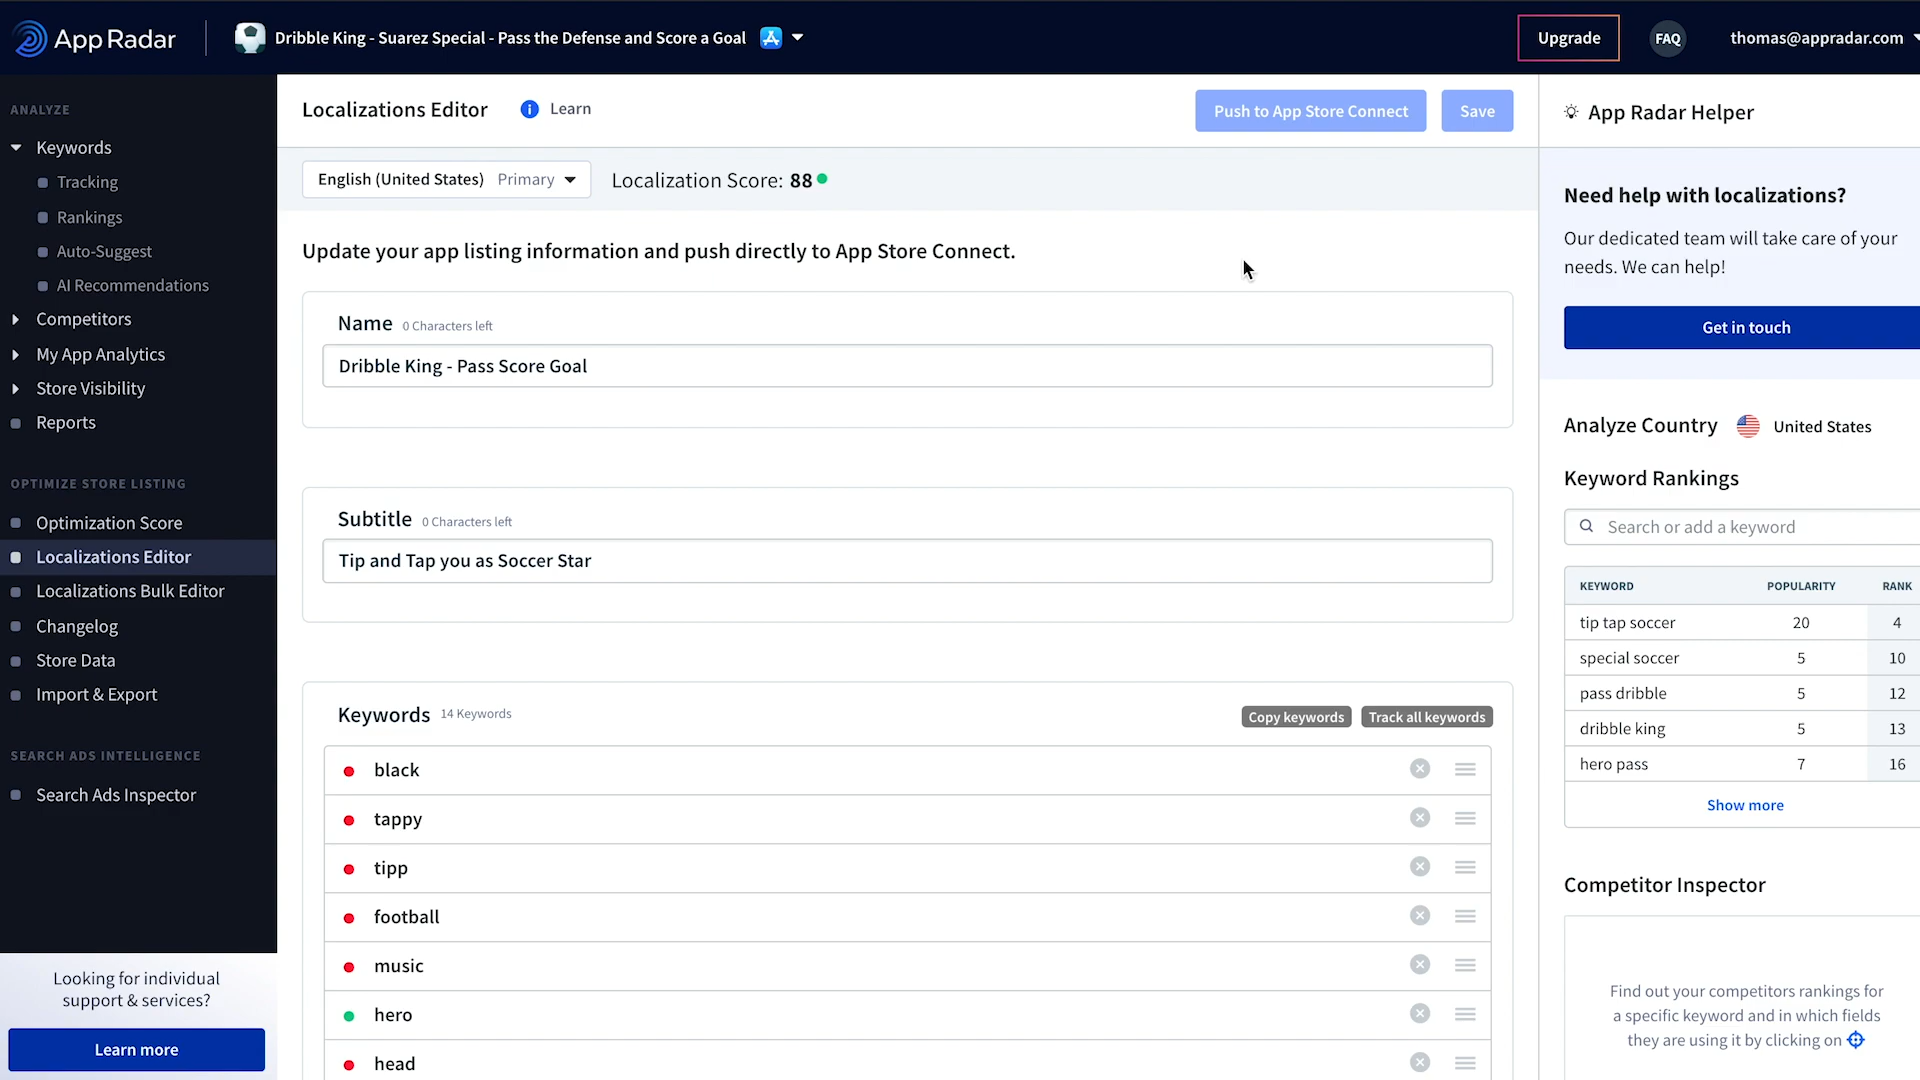 App Radar
Dribble King - Suarez Special - Pass the Defense and Score a Goal
Upgrade
FAQ
thomas@appradar.com
ANALYZE
Keywords
Tracking
Rankings
Auto-Suggest
AI Recommendations
Competitors
My App Analytics
Store Visibility
Reports
OPTIMIZE STORE LISTING
Optimization Score
Localizations Editor
Localizations Bulk Editor
Changelog
Store Data
Import & Export
SEARCH ADS INTELLIGENCE
Search Ads Inspector
Looking for individual
support & services?
Learn more
Localizations Editor
Learn
Push to App Store Connect
Save
English (United States) Primary
Localization Score: 88
Update your app listing information and push directly to App Store Connect.
Name 0 Characters left
Dribble King - Pass Score Goal
Subtitle 0 Characters left
Tip and Tap you as Soccer Star
Keywords 14 Keywords
Copy keywords
Track all keywords
black
tappy
tipp
football
music
hero
head
App Radar Helper
Need help with localizations?
Our dedicated team will take care of your
needs. We can help!
Get in touch
Analyze Country United States
Keyword Rankings
Search or add a keyword
KEYWORD POPULARITY RANK
tip tap soccer 20 4
special soccer 5 10
pass dribble 5 12
dribble king 5 13
hero pass 7 16
Show more
Competitor Inspector
Find out your competitors rankings for
a specific keyword and in which fields
they are using it by clicking on